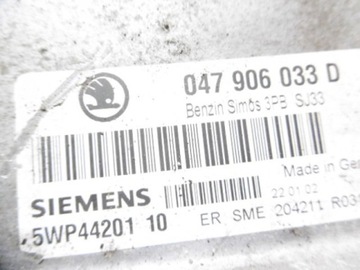 047 906 033 D
Benzin Simos 3PB SJ33
Made in Ger
SIEMENS 22.01.02
5WP44201 10 ER SME 204211 R03